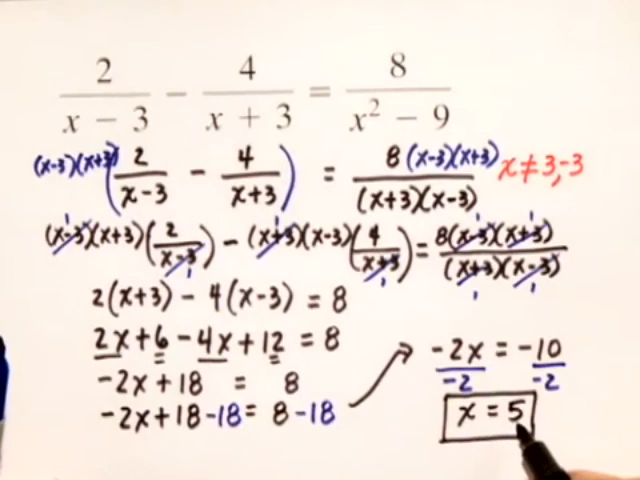 2/(x − 3) − 4/(x + 3) = 8/(x² − 9)
(x-3)(x+3)(2/(x-3) − 4/(x+3)) = 8(x-3)(x+3)/((x+3)(x-3)) x≠3,-3
(x-3)(x+3)(2/(x-3)) − (x+3)(x-3)(4/(x+3)) = 8(x-3)(x+3)/((x+3)(x-3))
2(x+3) − 4(x-3) = 8
2x+6 − 4x+12 = 8
-2x+18 = 8
-2x+18-18 = 8-18
-2x/-2 = -10/-2
x = 5